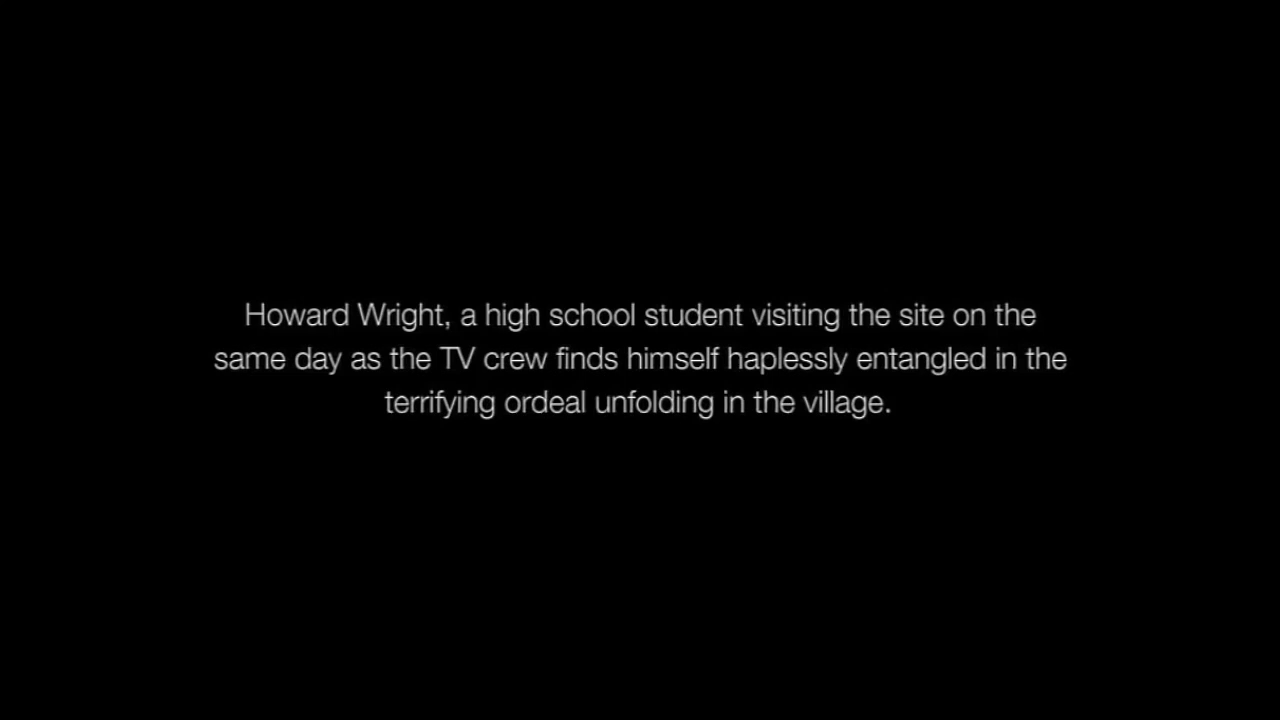 Howard Wright, a high school student visiting the site on the
same day as the TV crew finds himself haplessly entangled in the
terrifying ordeal unfolding in the village.